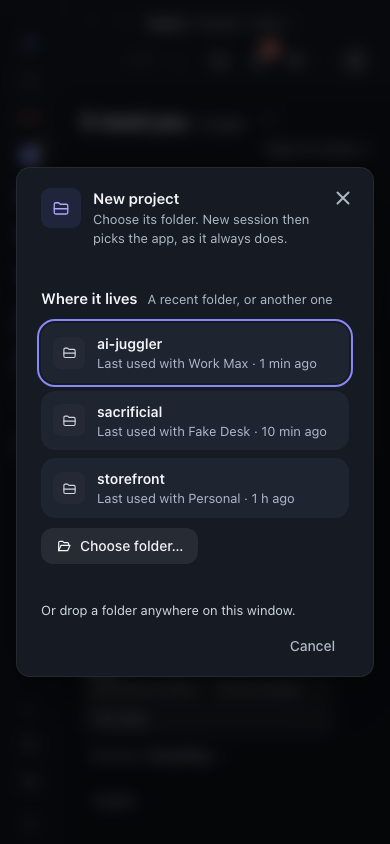 New project
Choose its folder. New session then
picks the app, as it always does.
Where it lives A recent folder, or another one
ai-juggler
Last used with Work Max · 1 min ago
sacrificial
Last used with Fake Desk · 10 min ago
storefront
Last used with Personal · 1 h ago
Choose folder...
Or drop a folder anywhere on this window.
Cancel